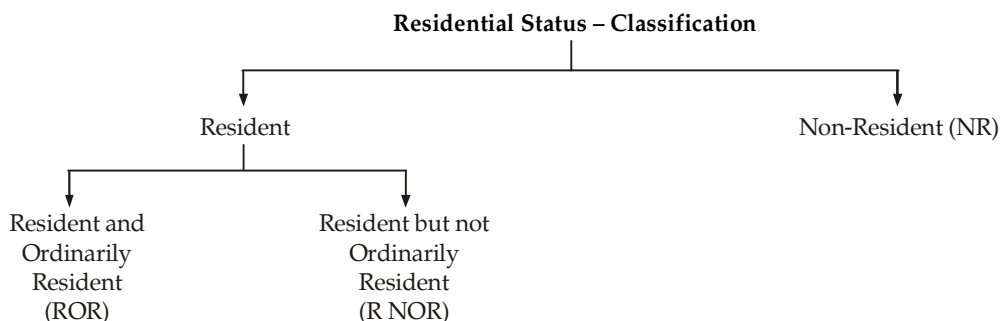 Residential Status – Classification
Resident
Non-Resident (NR)
Resident and
Ordinarily
Resident
(ROR)
Resident but not
Ordinarily
Resident
(R NOR)